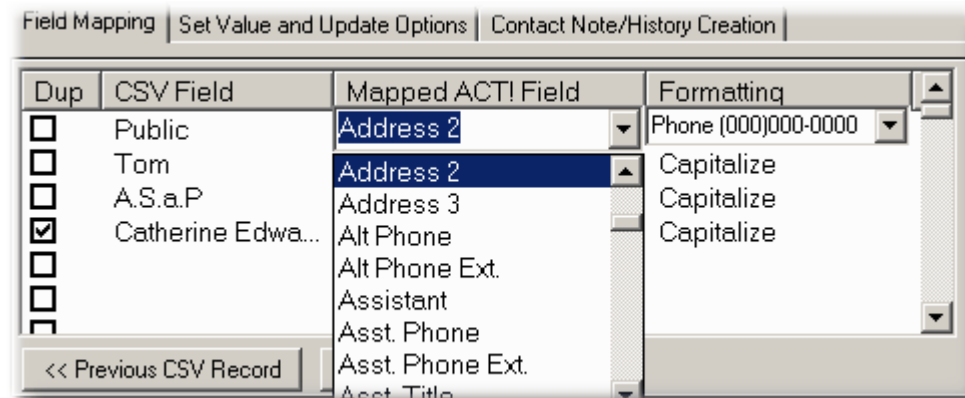 Field Mapping Set Value and Update Options Contact Note/History Creation
Dup CSV Field Mapped ACT! Field Formatting
Public Address 2 Phone (000)000-0000
Tom Address 2 Capitalize
A.S.a.P Address 3 Capitalize
Catherine Edwa... Alt Phone Capitalize
Alt Phone Ext.
Assistant
Asst. Phone
Asst. Phone Ext.
<< Previous CSV Record
Asst. Title